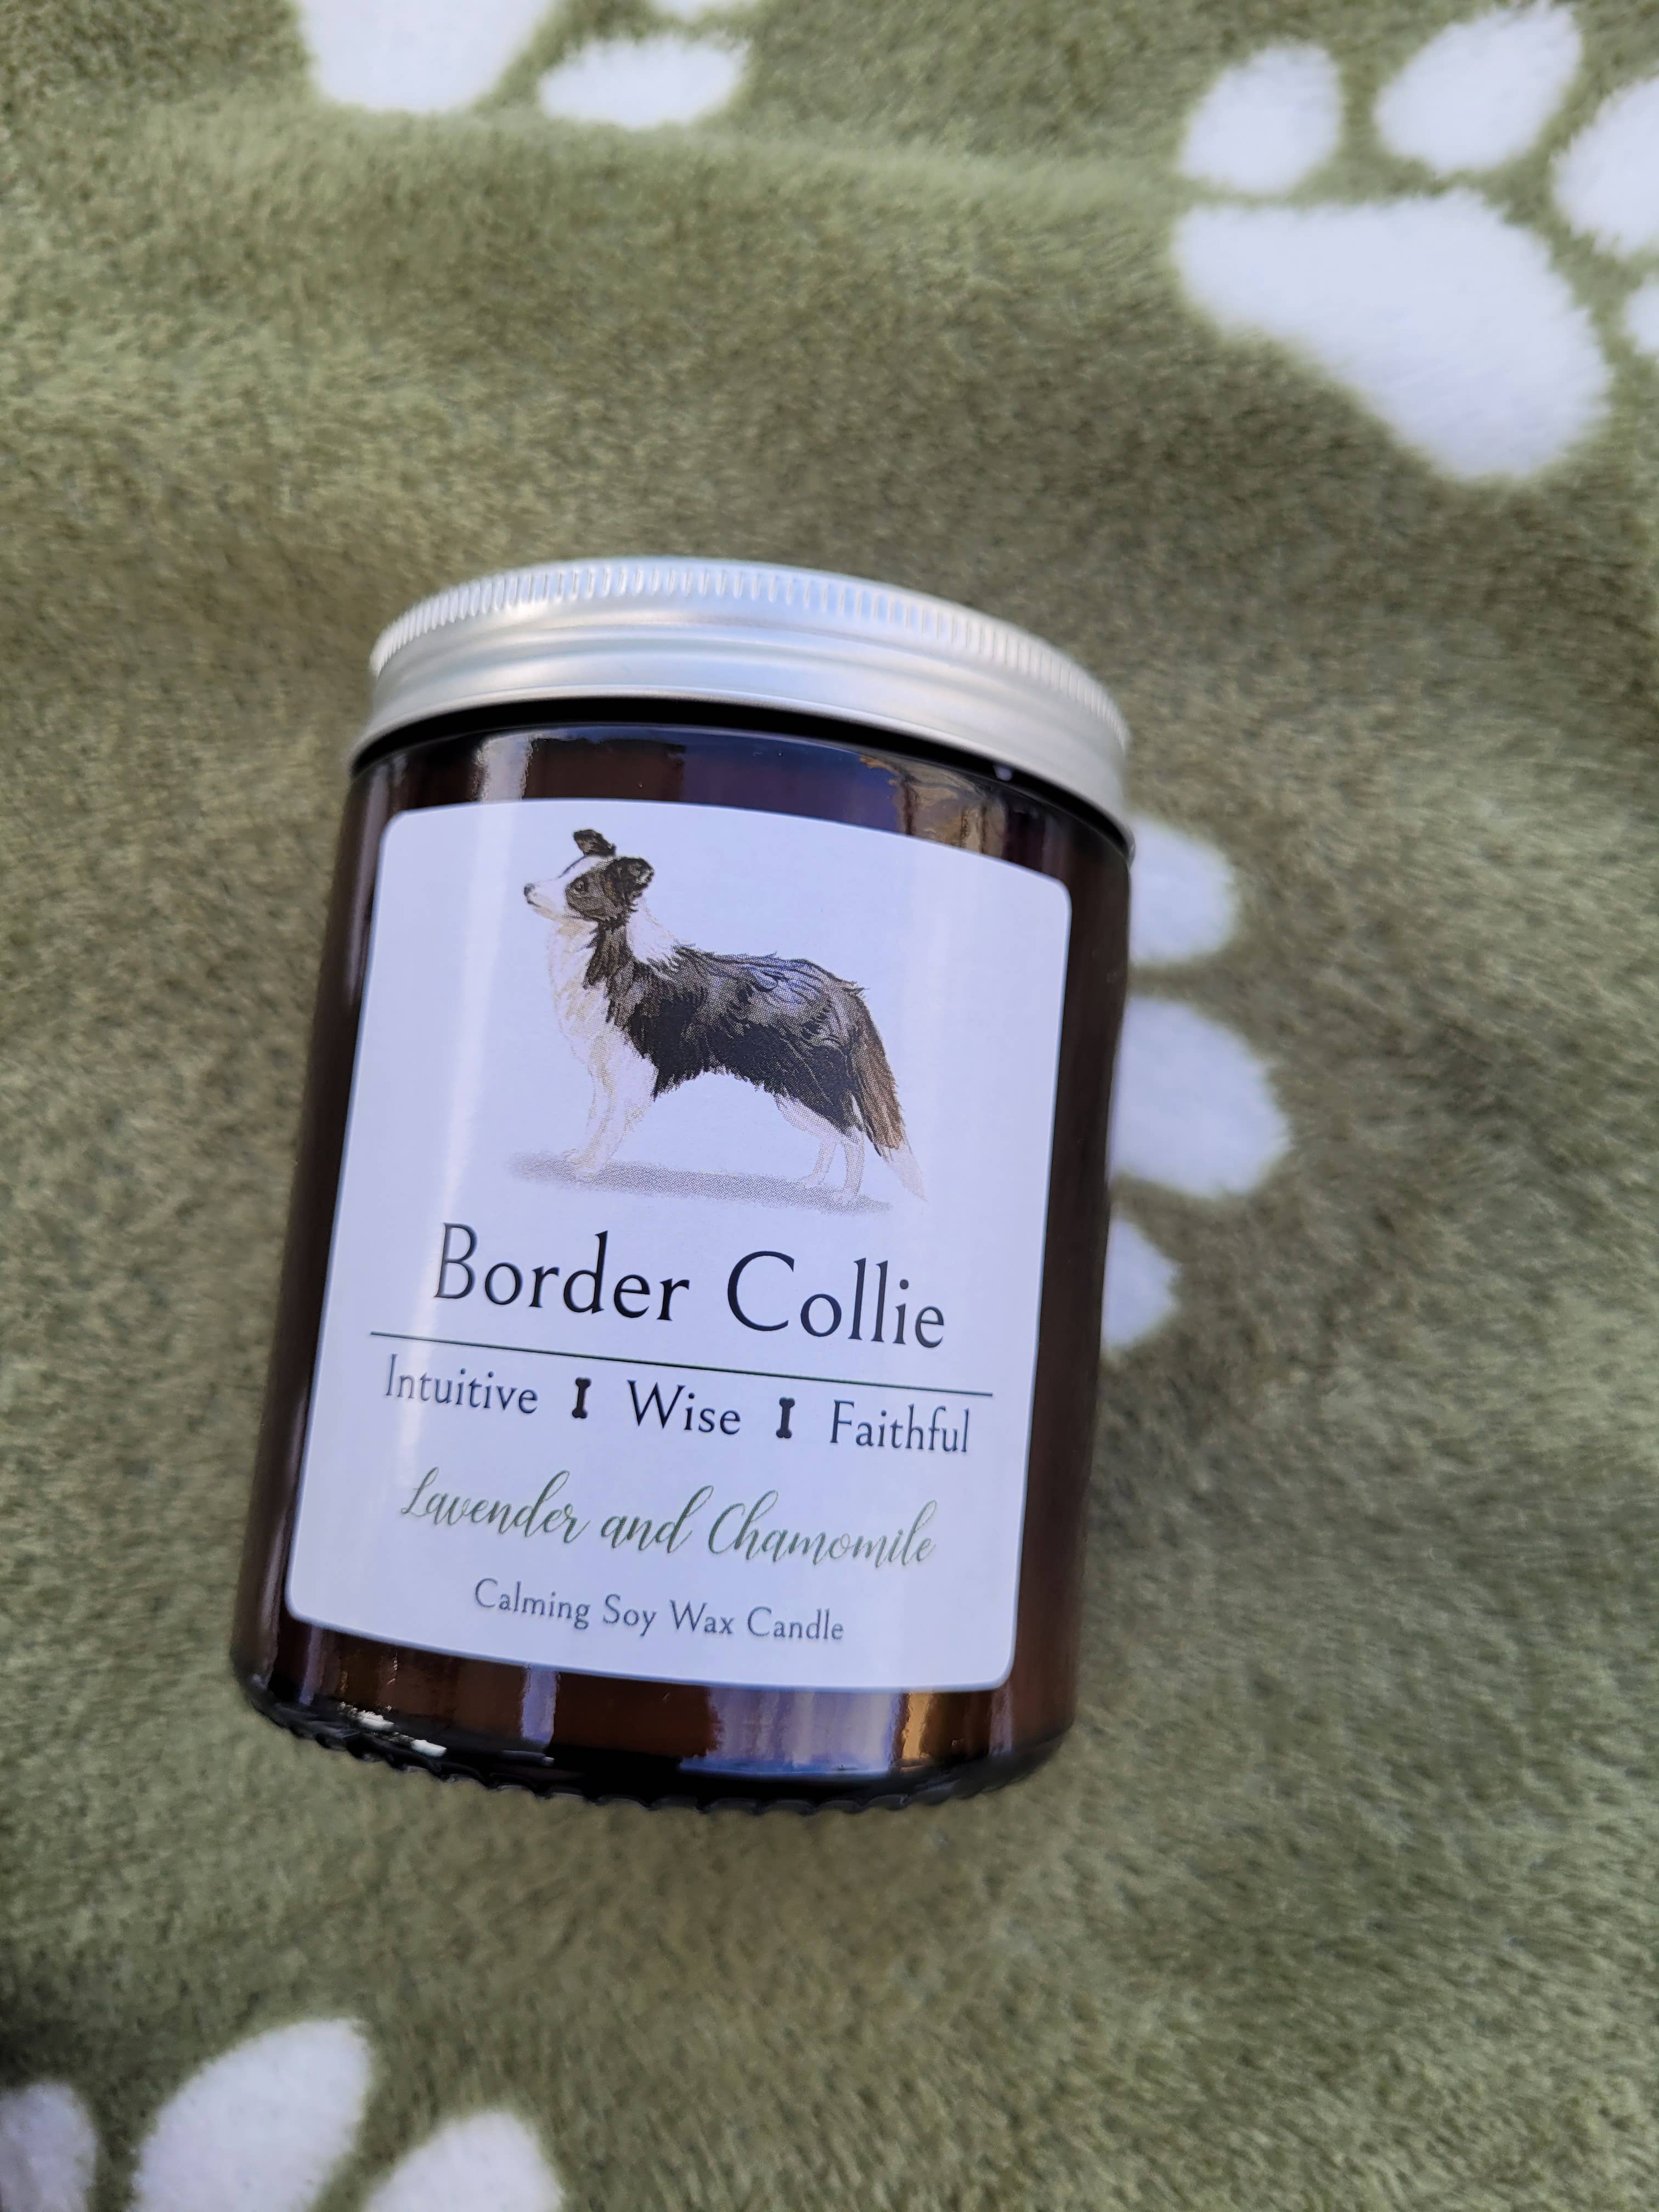 Border Collie
Intuitive Wise Faithful
Lavender and Chamomile
Calming Soy Wax Candle